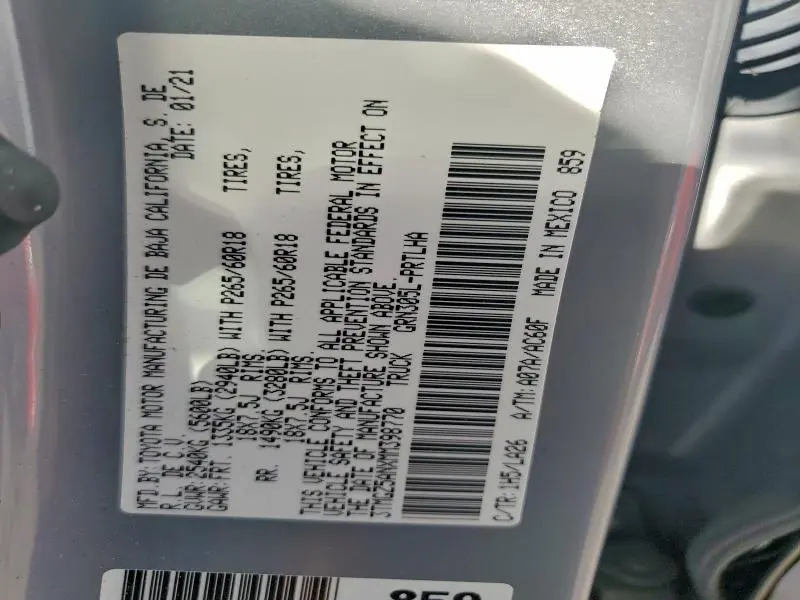 MFD.BY:TOYOTA MOTOR MANUFACTURING DE BAJA CALIFORNIA, S. DE
R.L. DE C.V. DATE: 01/21
GVWR: 2540KG (5600LB)
GAWR: FRT. 1335KG (2940LB) WITH P265/60R18 TIRES,
18X7.5J RIMS.
RR. 1490KG (3280LB) WITH P265/60R18 TIRES,
18X7.5J RIMS.
THIS VEHICLE CONFORMS TO ALL APPLICABLE FEDERAL MOTOR
VEHICLE SAFETY AND THEFT PREVENTION STANDARDS IN EFFECT ON
THE DATE OF MANUFACTURE SHOWN ABOVE.
3TMCZ5ANXMM398770 TRUCK GRN305L-PRTLHA
C/TR: 1H5/LA26 A/TM: A07A/AC60F MADE IN MEXICO 859
859